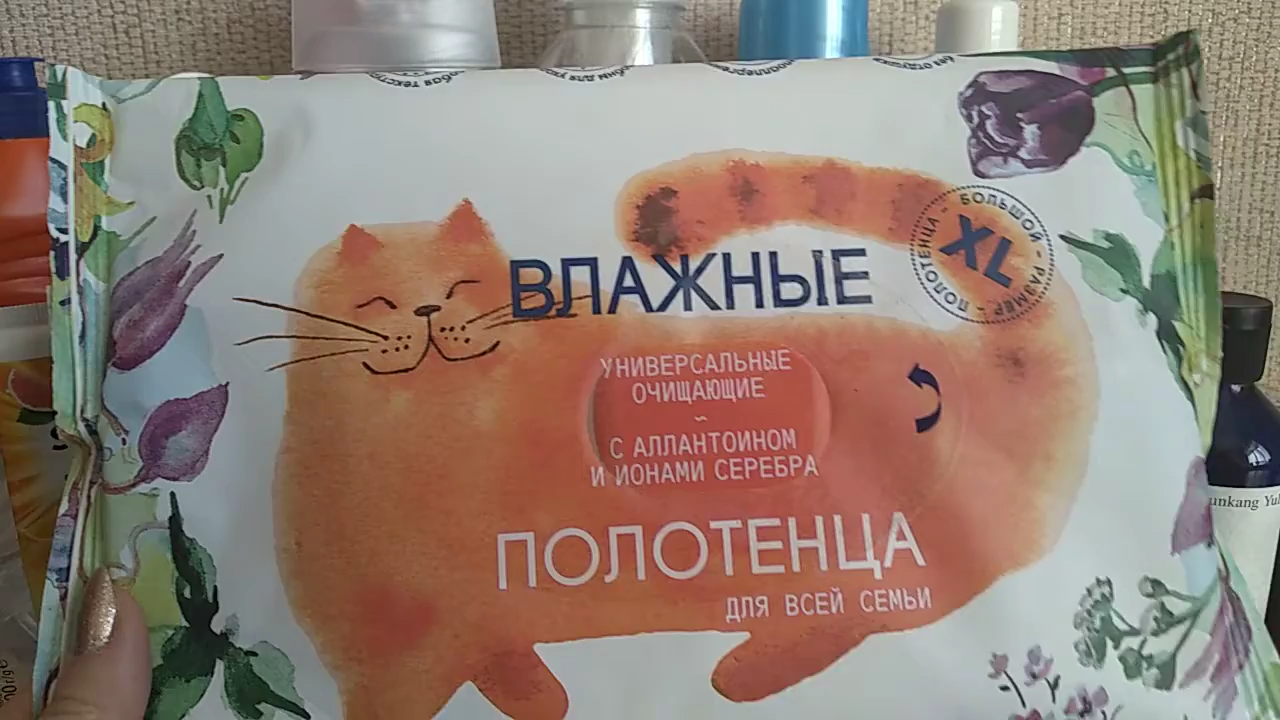 ВЛАЖНЫЕ
БОЛЬШОЙ - РАЗМЕР - ПОЛОТЕНЦА -
XL
УНИВЕРСАЛЬНЫЕ
ОЧИЩАЮЩИЕ
~
С АЛЛАНТОИНОМ
И ИОНАМИ СЕРЕБРА
ПОЛОТЕНЦА
ДЛЯ ВСЕЙ СЕМЬИ